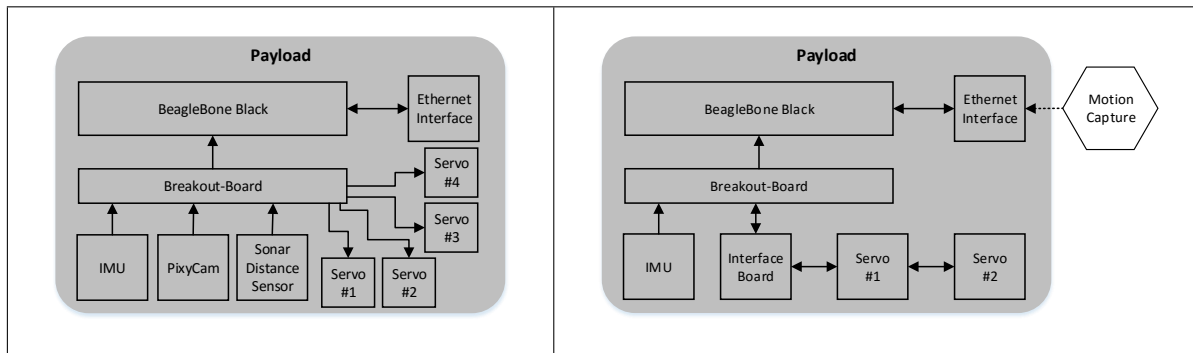 Payload
BeagleBone Black
Ethernet
Interface
Breakout-Board
Servo
#4
Servo
#3
IMU
PixyCam
Sonar
Distance
Sensor
Servo
#1
Servo
#2
Payload
BeagleBone Black
Ethernet
Interface
Motion
Capture
Breakout-Board
IMU
Interface
Board
Servo
#1
Servo
#2